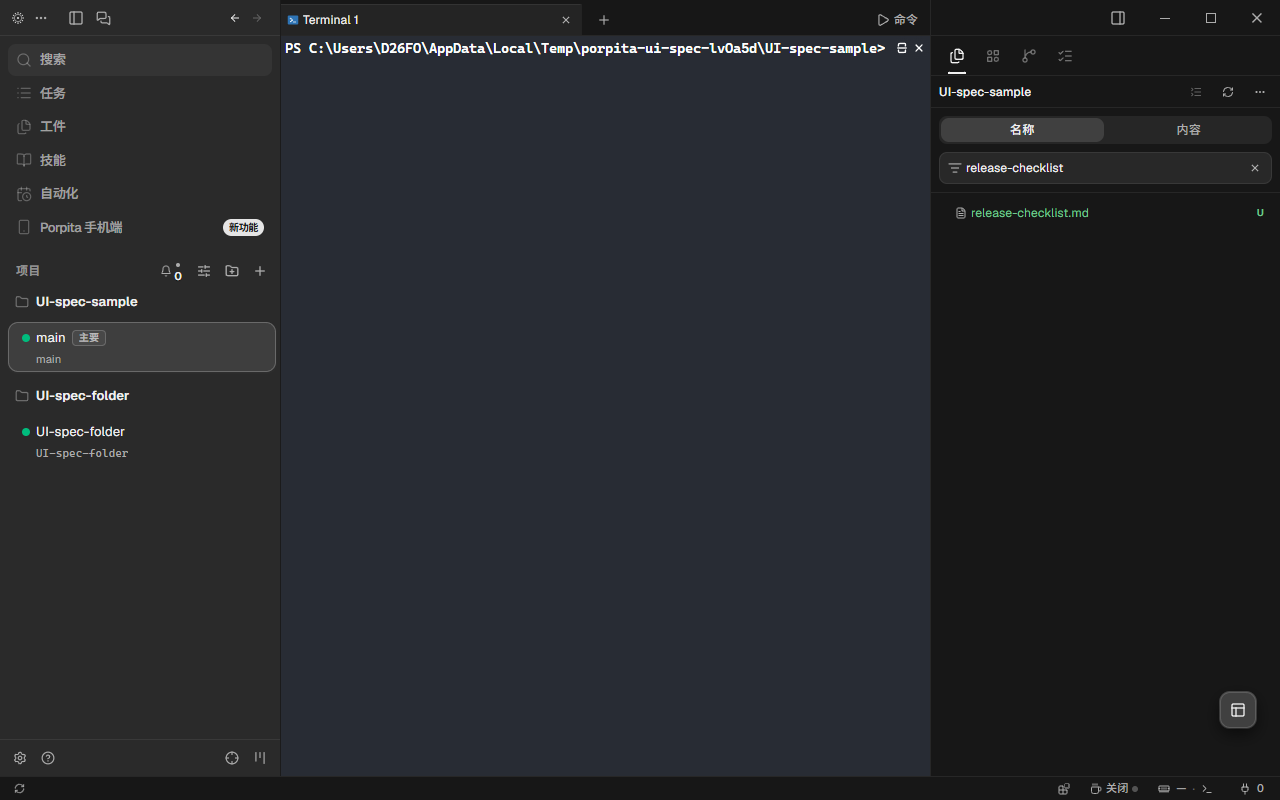 搜索
任务
工件
技能
自动化
Porpita 手机端 新功能
项目 0
UI-spec-sample
main 主要
main
UI-spec-folder
UI-spec-folder
UI-spec-folder
Terminal 1
命令
PS C:\Users\D26FO\AppData\Local\Temp\porpita-ui-spec-lvOa5d\UI-spec-sample>
UI-spec-sample
名称 内容
release-checklist
release-checklist.md U
关闭
0